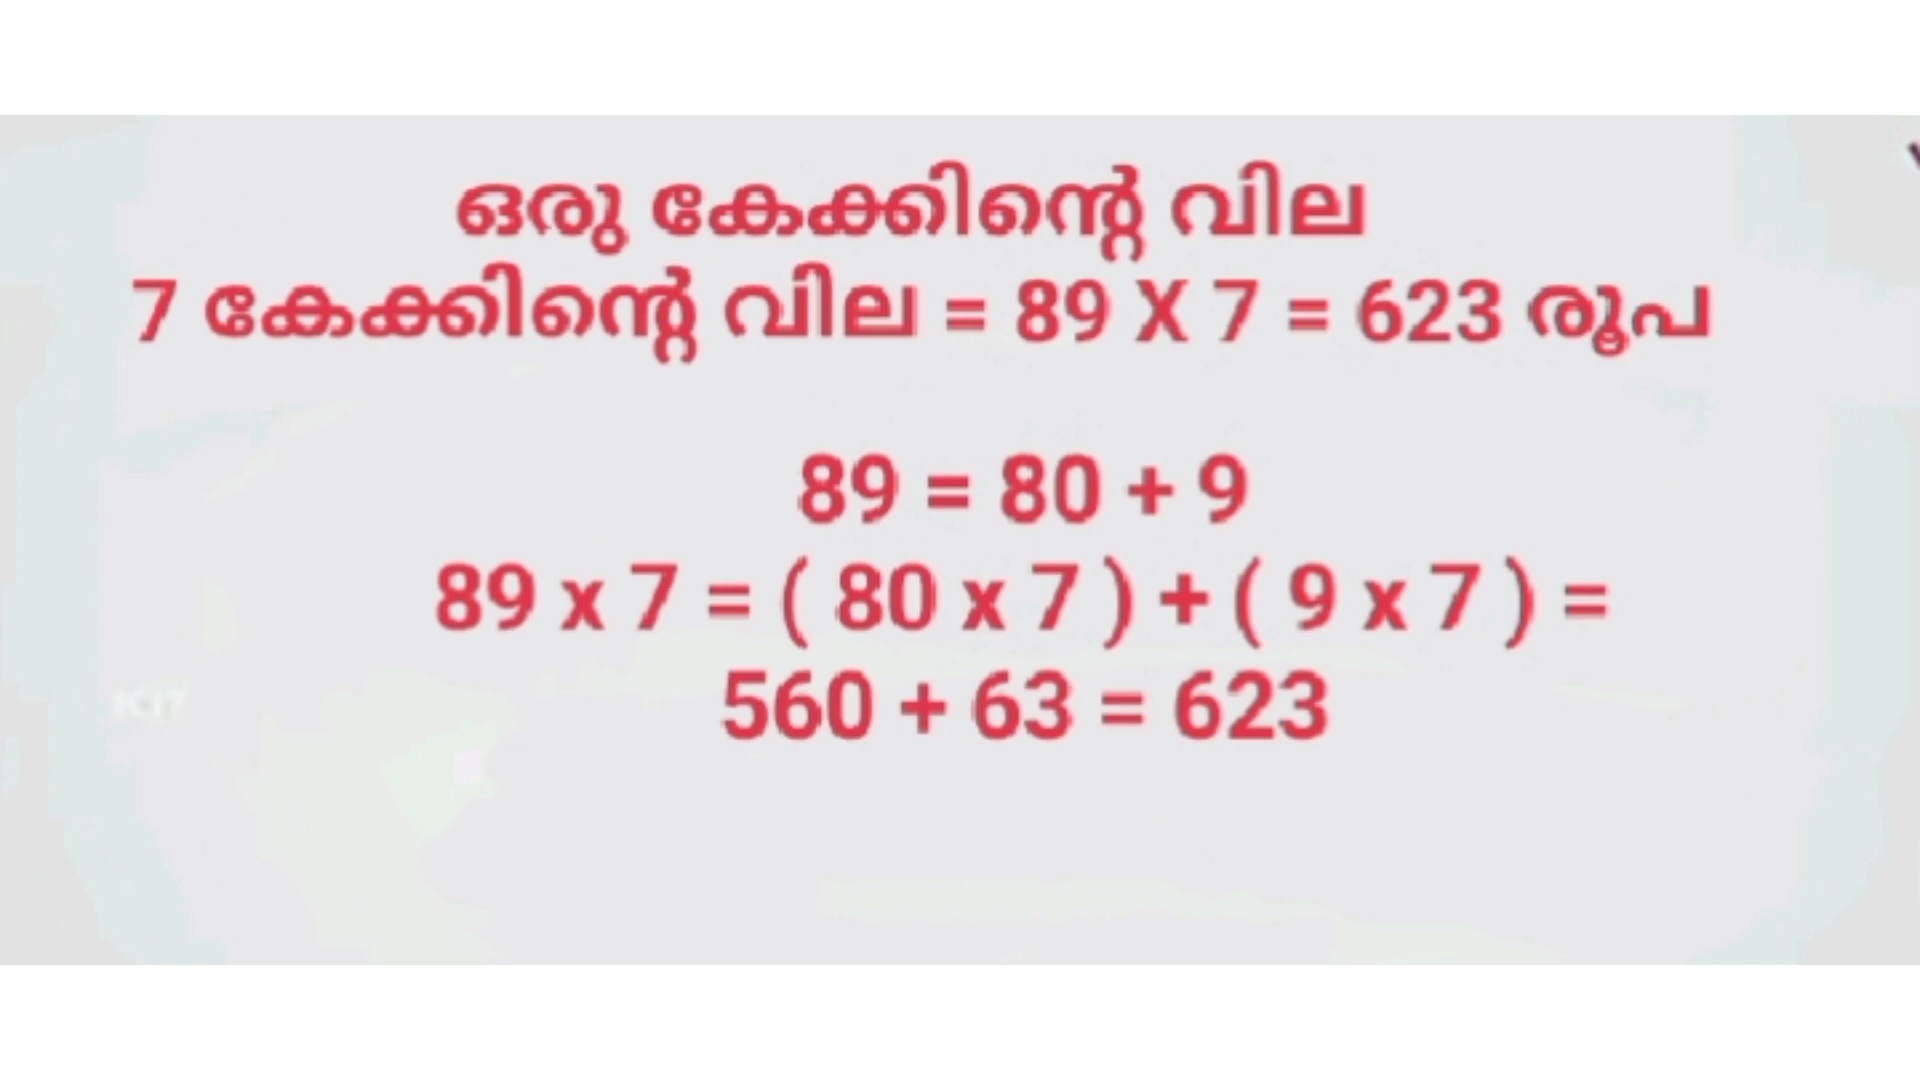 ഒരു കേക്കിന്റെ വില
7 കേക്കിന്റെ വില = 89 X 7 = 623 രൂപ
89 = 80 + 9
89 x 7 = ( 80 x 7 ) + ( 9 x 7 ) =
560 + 63 = 623